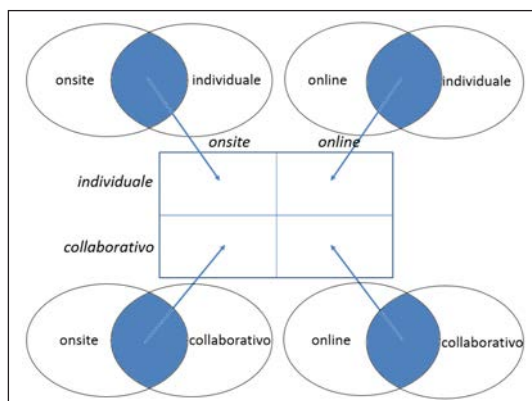 onsite individuale online individuale
onsite online
individuale
collaborativo
onsite collaborativo online collaborativo